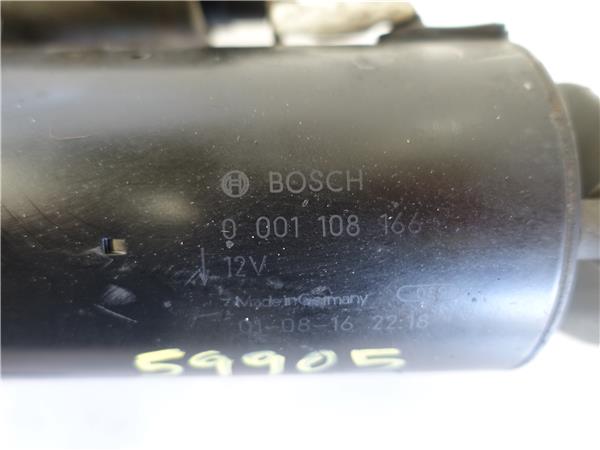 BOSCH
0 001 108 166
12V
Made in Germany
01-08-16 22:18
59905